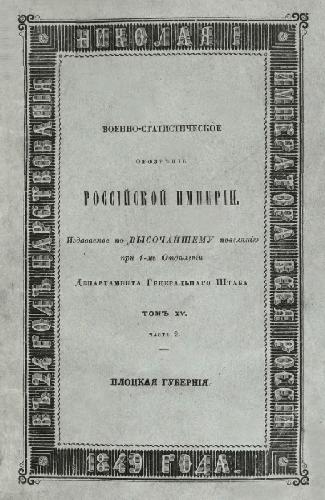 НИКОЛАЯ I
ИМПЕРАТОРА ВСЕЯ РОССІИ
ВЪ 24 ГОДЪ ЦАРСТВОВАНІЯ
ВОЕННО-СТАТИСТИЧЕСКОЕ
ОБОЗРѢНІЕ
РОССІЙСКОЙ ИМПЕРІИ.
Издаваемое по ВЫСОЧАЙШЕМУ повелѣнію
при 1-мъ Отдѣленіи
ДЕПАРТАМЕНТА ГЕНЕРАЛЬНАГО ШТАБА
ТОМЪ XV.
ЧАСТЬ 2.
ПЛОЦКАЯ ГУБЕРНІЯ.
1849 ГОДА.